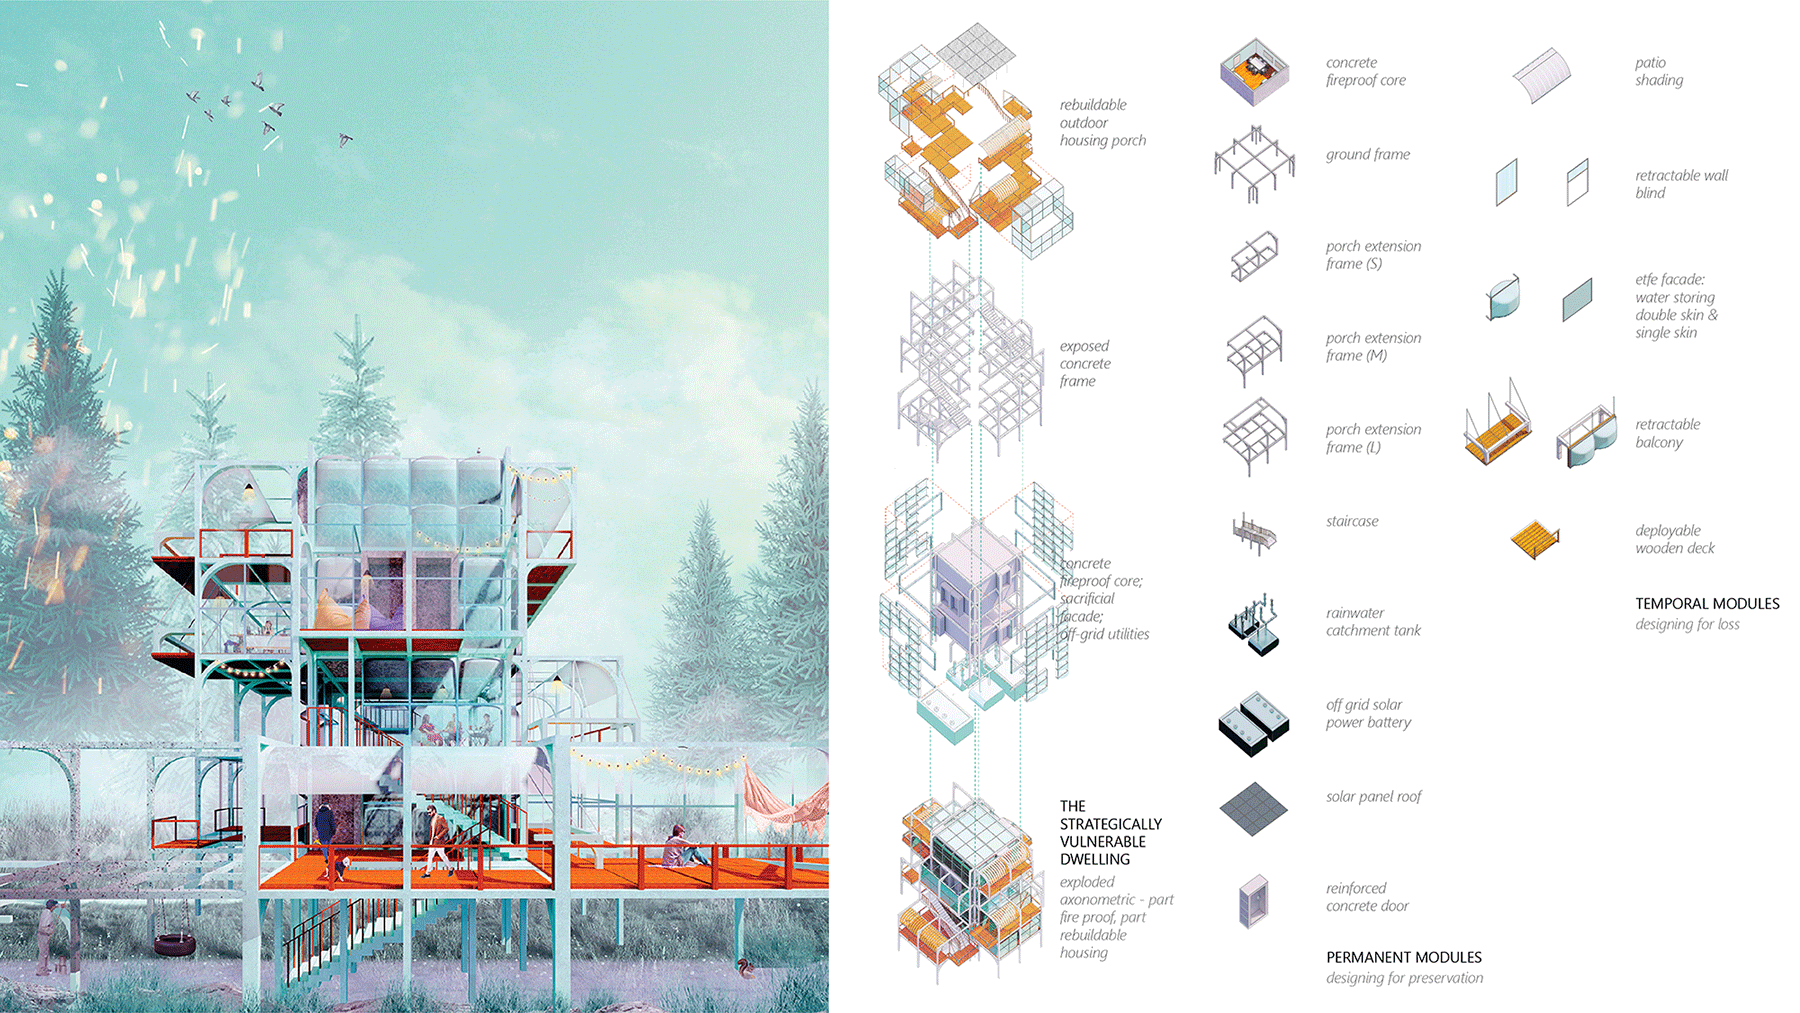 rebuildable
outdoor
housing porch
exposed
concrete
frame
concrete
fireproof core;
sacrificial
facade;
off-grid utilities
THE
STRATEGICALLY
VULNERABLE
DWELLING
exploded
axonometric - part
fire proof, part
rebuildable
housing
concrete
fireproof core
ground frame
porch extension
frame (S)
porch extension
frame (M)
porch extension
frame (L)
staircase
rainwater
catchment tank
off grid solar
power battery
solar panel roof
reinforced
concrete door
PERMANENT MODULES
designing for preservation
patio
shading
retractable wall
blind
etfe facade:
water storing
double skin &
single skin
retractable
balcony
deployable
wooden deck
TEMPORAL MODULES
designing for loss